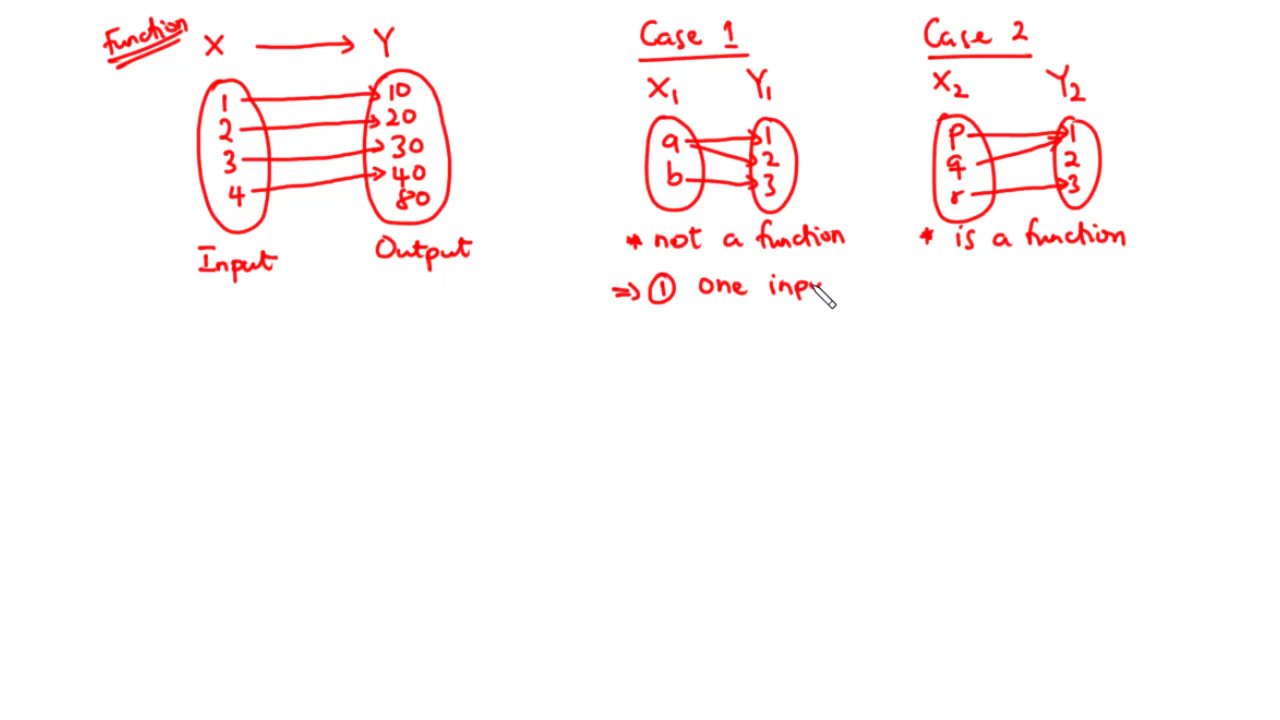 Function
X → Y
1 10
2 20
3 30
4 40
80
Input
Output
Case 1
X₁ Y₁
a 1
b 2
3
* not a function
⇒ ① one inp
Case 2
X₂ Y₂
p 1
q 2
r 3
* is a function